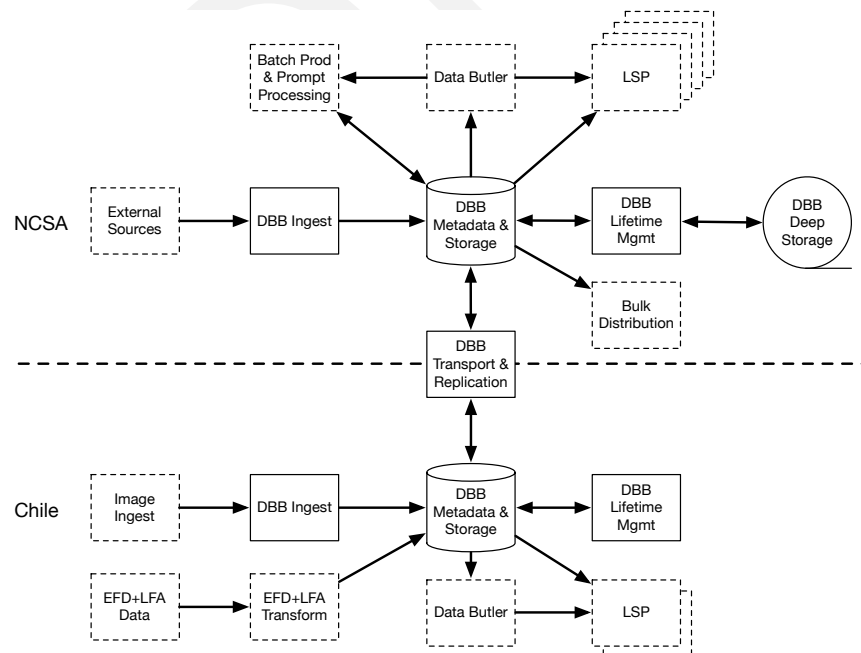 Batch Prod
& Prompt
Processing
Data Butler
LSP
NCSA
External
Sources
DBB Ingest
DBB
Metadata &
Storage
DBB
Lifetime
Mgmt
DBB
Deep
Storage
Bulk
Distribution
DBB
Transport &
Replication
Chile
Image
Ingest
DBB Ingest
DBB
Metadata &
Storage
DBB
Lifetime
Mgmt
EFD+LFA
Data
EFD+LFA
Transform
Data Butler
LSP